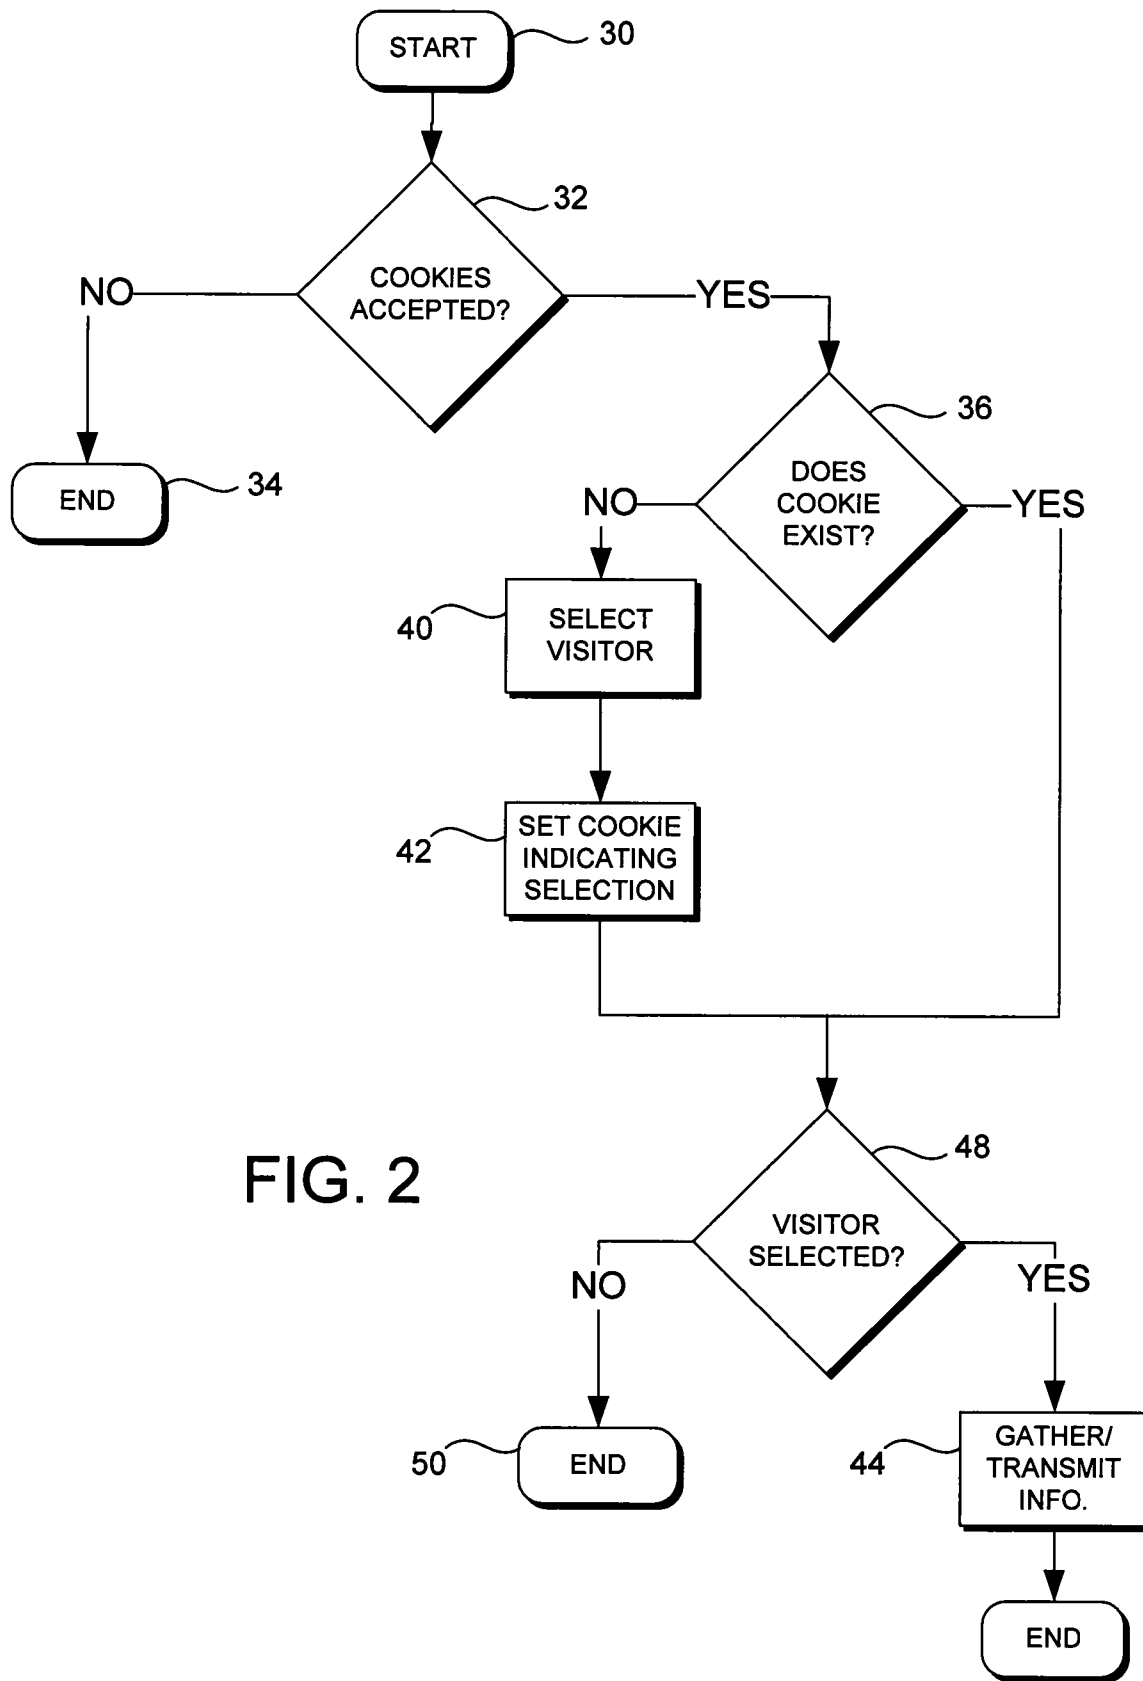 START
30
32
COOKIES
ACCEPTED?
NO
YES
36
END
34
DOES
COOKIE
EXIST?
NO
YES
40
SELECT
VISITOR
42
SET COOKIE
INDICATING
SELECTION
FIG. 2
48
VISITOR
SELECTED?
NO
YES
50
END
44
GATHER/
TRANSMIT
INFO.
END